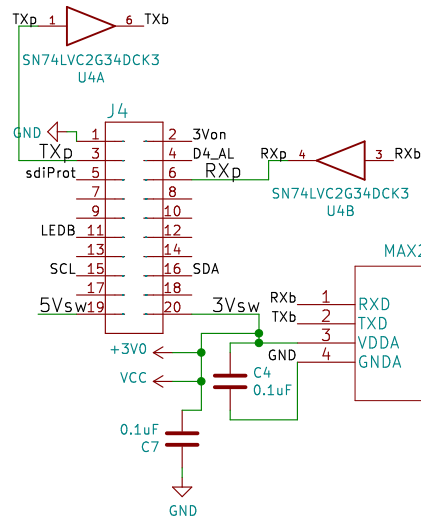 TXp 1 6 TXb
SN74LVC2G34DCK3
U4A
J4
GND 1 2 3Von
TXp 3 4 D4_AL
sdiProt 5 6 RXp
7 8
9 10
LEDB 11 12
13 14
SCL 15 16 SDA
17 18
5Vsw 19 20 3Vsw
RXp 4 3 RXb
SN74LVC2G34DCK3
U4B
MAX2
RXb 1 RXD
TXb 2 TXD
3 VDDA
GND 4 GNDA
+3V0
VCC
C4
0.1uF
0.1uF
C7
GND